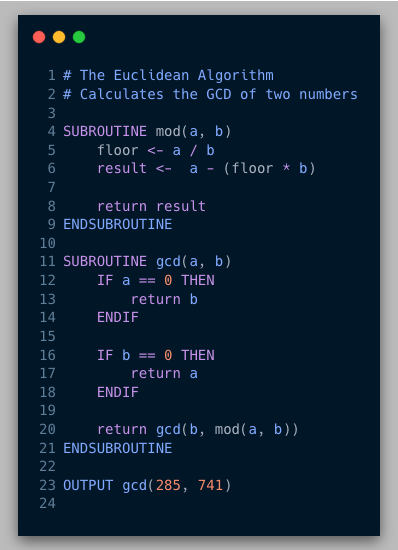 1 # The Euclidean Algorithm
2 # Calculates the GCD of two numbers
3
4 SUBROUTINE mod(a, b)
5     floor <- a / b
6     result <-  a - (floor * b)
7
8     return result
9 ENDSUBROUTINE
10
11 SUBROUTINE gcd(a, b)
12     IF a == 0 THEN
13         return b
14     ENDIF
15
16     IF b == 0 THEN
17         return a
18     ENDIF
19
20     return gcd(b, mod(a, b))
21 ENDSUBROUTINE
22
23 OUTPUT gcd(285, 741)
24